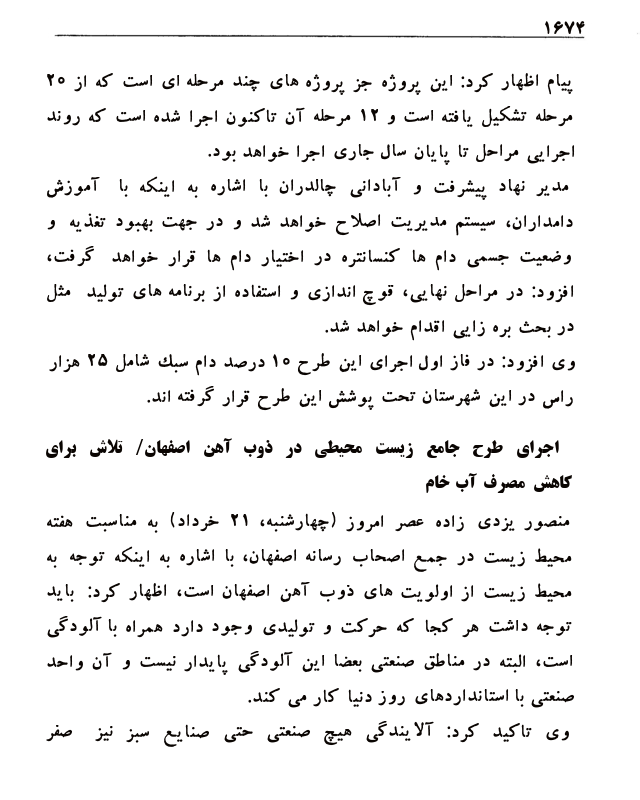 ۱۶۷۴
پیام اظهار کرد: این پروژه جز پروژه های چند مرحله ای است که از ۲۰
مرحله تشکیل یافته است و ۱۲ مرحله آن تاکنون اجرا شده است که روند
اجرایی مراحل تا پایان سال جاری اجرا خواهد بود.
مدیر نهاد پیشرفت و آبادانی چالدران با اشاره به اینکه با آموزش
دامداران، سیستم مدیریت اصلاح خواهد شد و در جهت بهبود تغذیه و
وضعیت جسمی دام ها کنسانتره در اختیار دام ها قرار خواهد گرفت،
افزود: در مراحل نهایی، قوچ اندازی و استفاده از برنامه های تولید مثل
در بحث بره زایی اقدام خواهد شد.
وی افزود: در فاز اول اجرای این طرح ۱۰ درصد دام سبک شامل ۲۵ هزار
راس در این شهرستان تحت پوشش این طرح قرار گرفته اند.
اجرای طرح جامع زیست محیطی در ذوب آهن اصفهان/ تلاش برای
کاهش مصرف آب خام
منصور یزدی زاده عصر امروز (چهارشنبه، ۲۱ خرداد) به مناسبت هفته
محیط زیست در جمع اصحاب رسانه اصفهان، با اشاره به اینکه توجه به
محیط زیست از اولویت های ذوب آهن اصفهان است، اظهار کرد: باید
توجه داشت هر کجا که حرکت و تولیدی وجود دارد همراه با آلودگی
است، البته در مناطق صنعتی بعضا این آلودگی پایدار نیست و آن واحد
صنعتی با استانداردهای روز دنیا کار می کند.
وی تاکید کرد: آلایندگی هیچ صنعتی حتی صنایع سبز نیز صفر